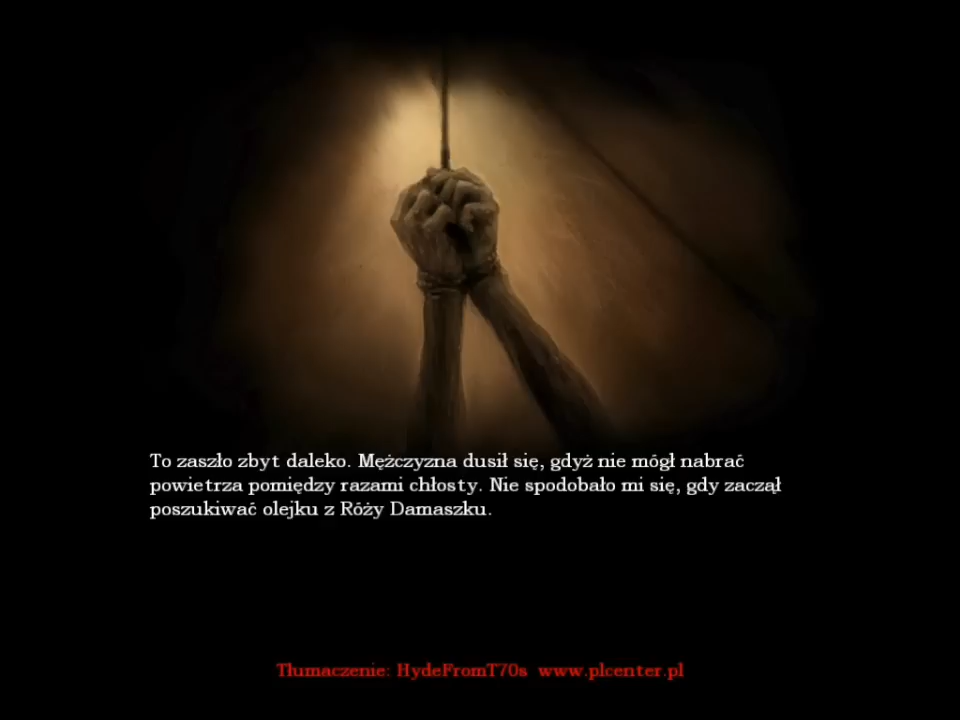 To zaszło zbyt daleko. Mężczyzna dusił się, gdyż nie mógł nabrać
powietrza pomiędzy razami chłosty. Nie spodobało mi się, gdy zaczął
poszukiwać olejku z Róży Damaszku.
Tłumaczenie: HydeFromT70s www.plcenter.pl